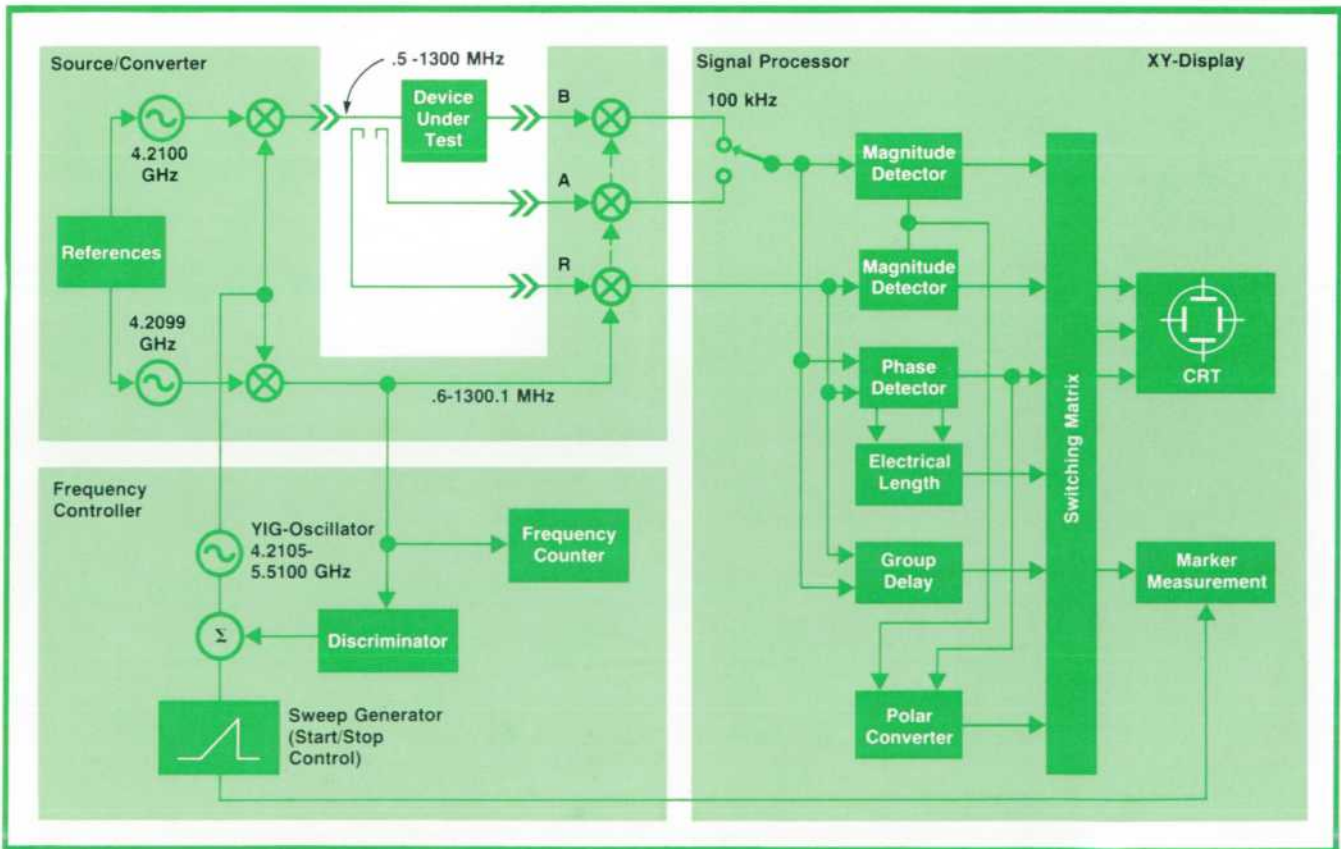 Source/Converter
.5 -1300 MHz
4.2100
GHz
Device
Under
Test
B
A
R
References
4.2099
GHz
.6-1300.1 MHz
Frequency
Controller
YIG-Oscillator
4.2105-
5.5100 GHz
Frequency
Counter
Σ
Discriminator
Sweep Generator
(Start/Stop
Control)
Signal Processor
XY-Display
100 kHz
Magnitude
Detector
Magnitude
Detector
Phase
Detector
Electrical
Length
Group
Delay
Polar
Converter
Switching Matrix
CRT
Marker
Measurement